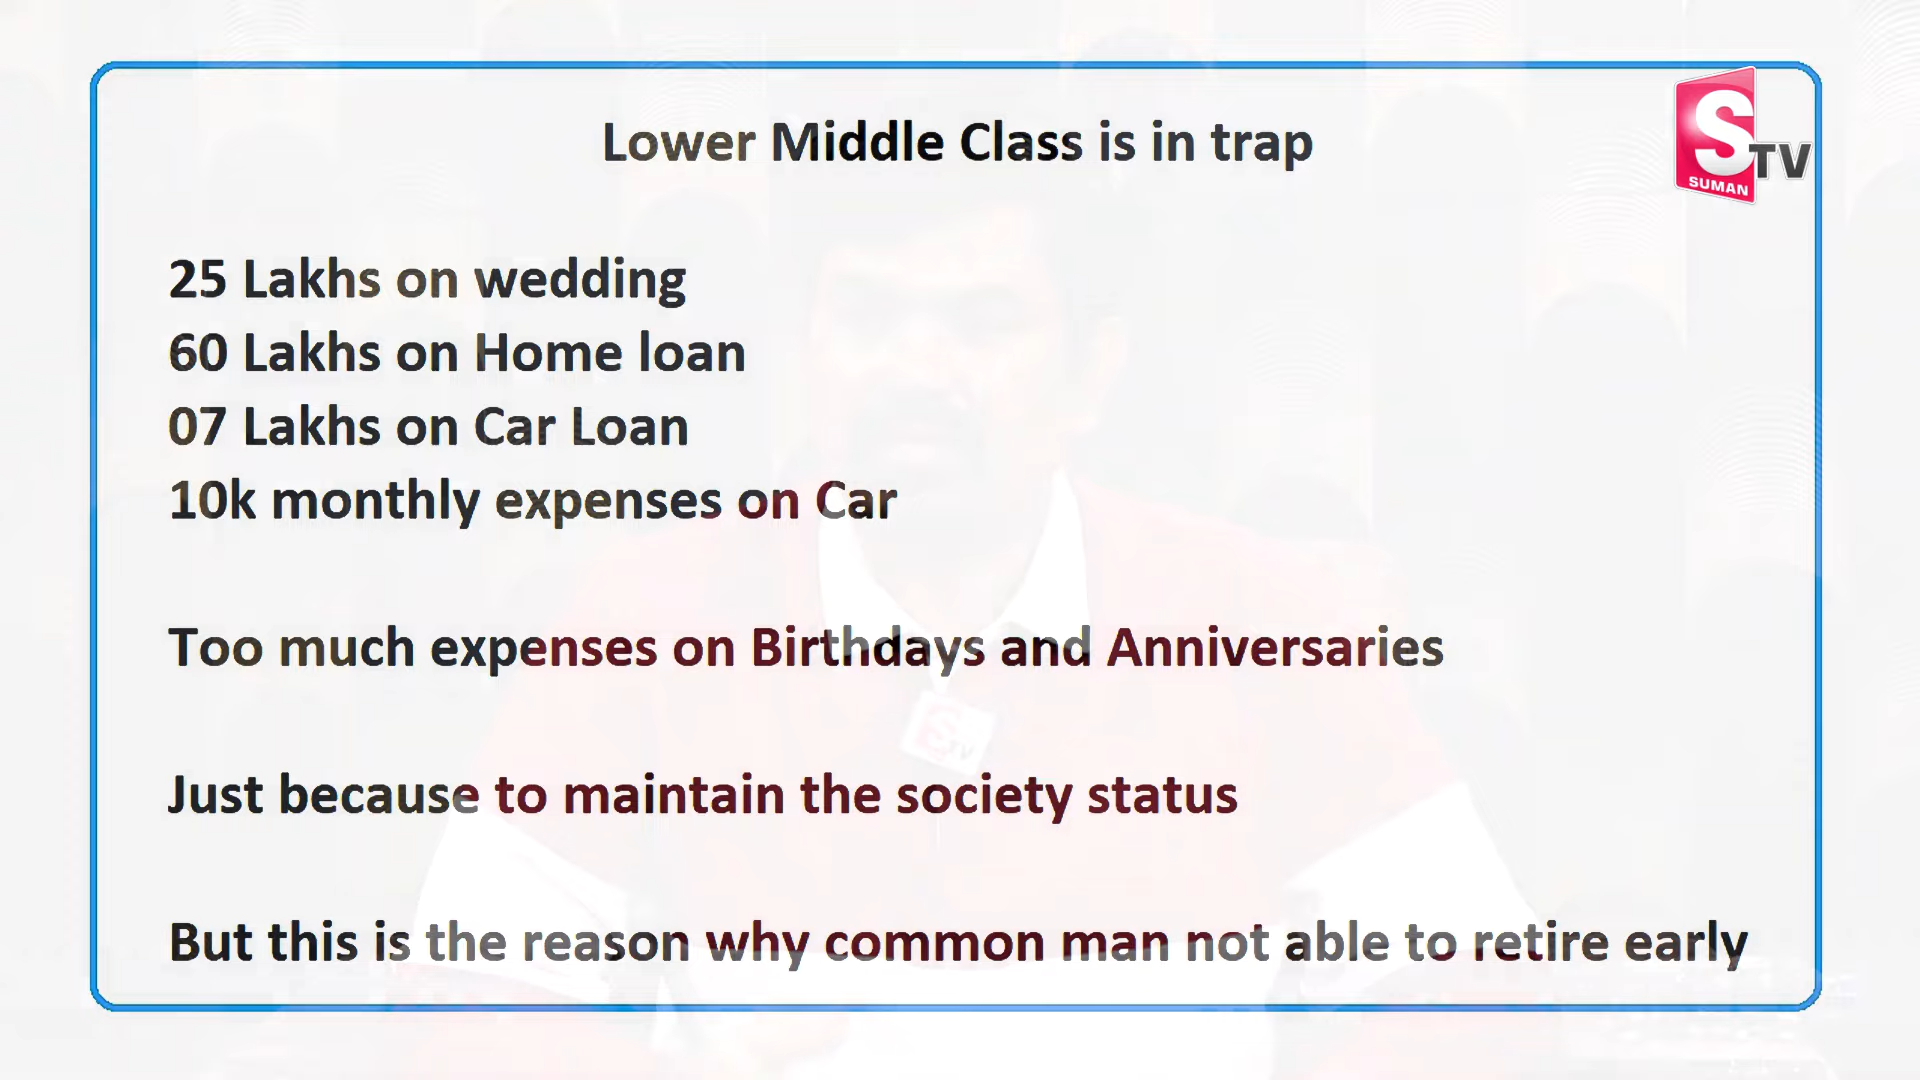 Lower Middle Class is in trap
S TV
SUMAN
25 Lakhs on wedding
60 Lakhs on Home loan
07 Lakhs on Car Loan
10k monthly expenses on Car
Too much expenses on Birthdays and Anniversaries
S TV
Just because to maintain the society status
But this is the reason why common man not able to retire early